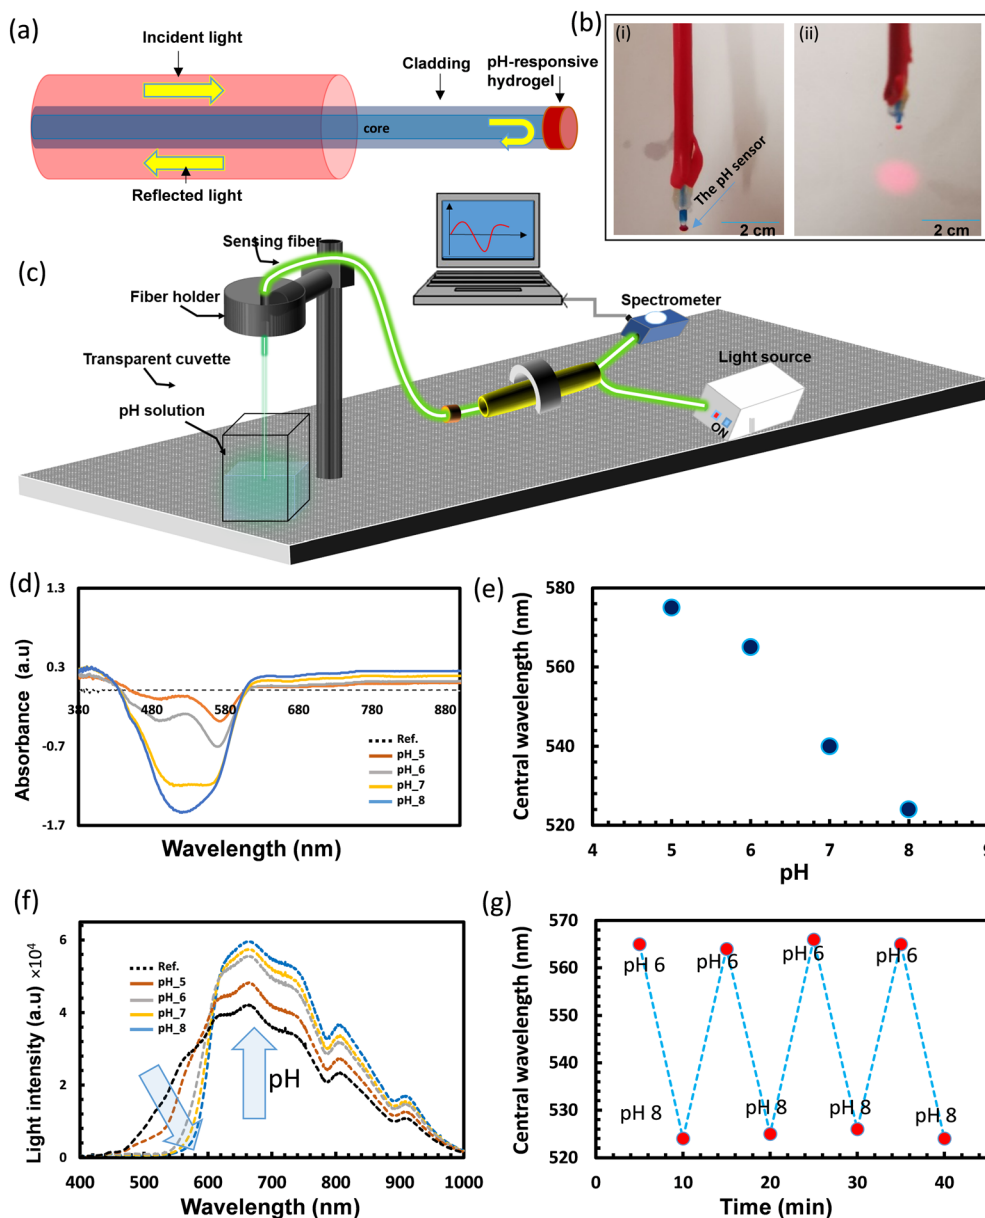 (a)
Incident light
Cladding
pH-responsive
hydrogel
core
Reflected light
(b)
(i)
(ii)
The pH sensor
2 cm
2 cm
(c)
Sensing fiber
Fiber holder
Transparent cuvette
pH solution
Spectrometer
Light source
ON
(d)
1.3
0.3
-0.7
-1.7
Absorbance (a.u)
380 480 580 680 780 880
Ref.
pH_5
pH_6
pH_7
pH_8
Wavelength (nm)
(e)
580
560
540
520
Central wavelength (nm)
4 5 6 7 8 9
pH
(f)
6
4
2
0
Light intensity (a.u) ×10⁴
Ref.
pH_5
pH_6
pH_7
pH_8
pH
400 500 600 700 800 900 1000
Wavelength (nm)
(g)
570
560
550
540
530
520
Central wavelength (nm)
pH 6
pH 6
pH 6
pH 6
pH 8
pH 8
pH 8
pH 8
0 10 20 30 40
Time (min)